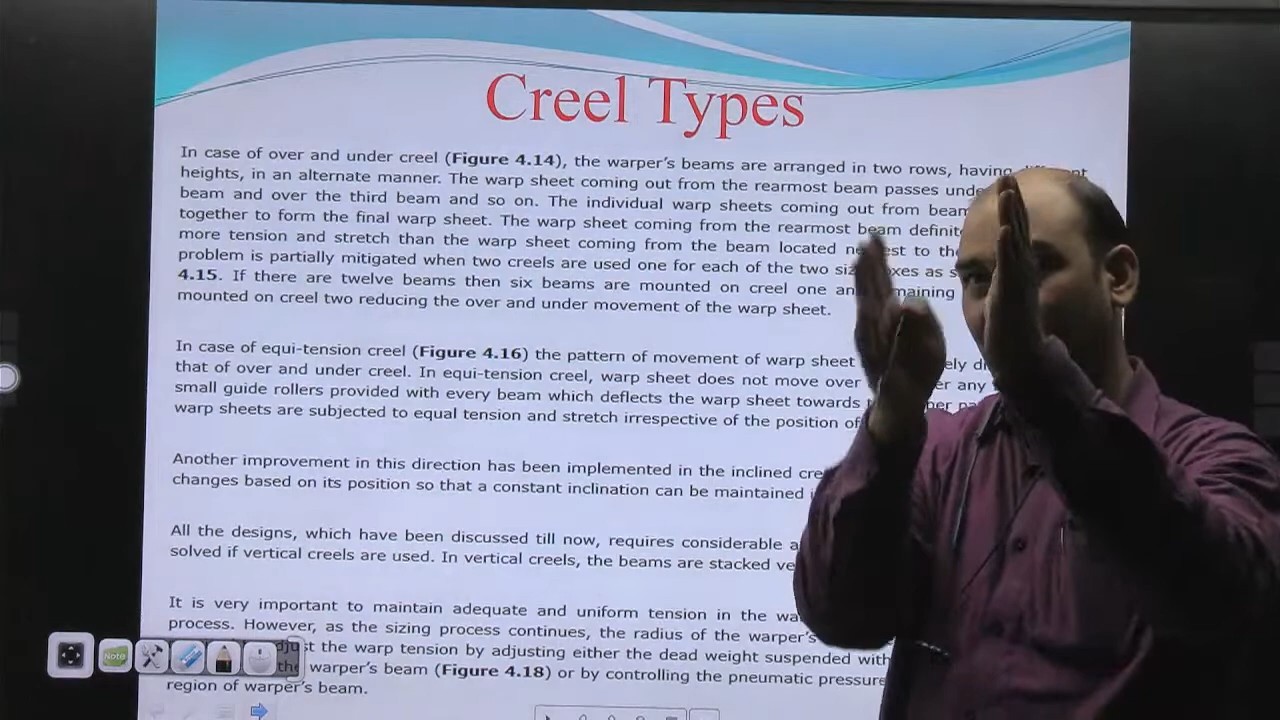 Creel Types
In case of over and under creel (Figure 4.14), the warper's beams are arranged in two rows, having
heights, in an alternate manner. The warp sheet coming out from the rearmost beam passes
beam and over the third beam and so on. The individual warp sheets coming out from
together to form the final warp sheet. The warp sheet coming from the rearmost beam
more tension and stretch than the warp sheet coming from the beam located to
problem is partially mitigated when two creels are used one for each of the two as
4.15. If there are twelve beams then six beams are mounted on creel one
mounted on creel two reducing the over and under movement of the warp sheet.
In case of equi-tension creel (Figure 4.16) the pattern of movement of warp sheet
that of over and under creel. In equi-tension creel, warp sheet does not move over any
small guide rollers provided with every beam which deflects the warp sheet towards
warp sheets are subjected to equal tension and stretch irrespective of the position of
Another improvement in this direction has been implemented in the inclined
changes based on its position so that a constant inclination can be maintained
All the designs, which have been discussed till now, requires considerable
solved if vertical creels are used. In vertical creels, the beams are stacked
It is very important to maintain adequate and uniform tension in the
process. However, as the sizing process continues, the radius of the warper's
the warp tension by adjusting either the dead weight suspended with
warper's beam (Figure 4.18) or by controlling the pneumatic pressure
region of warper's beam.
Note